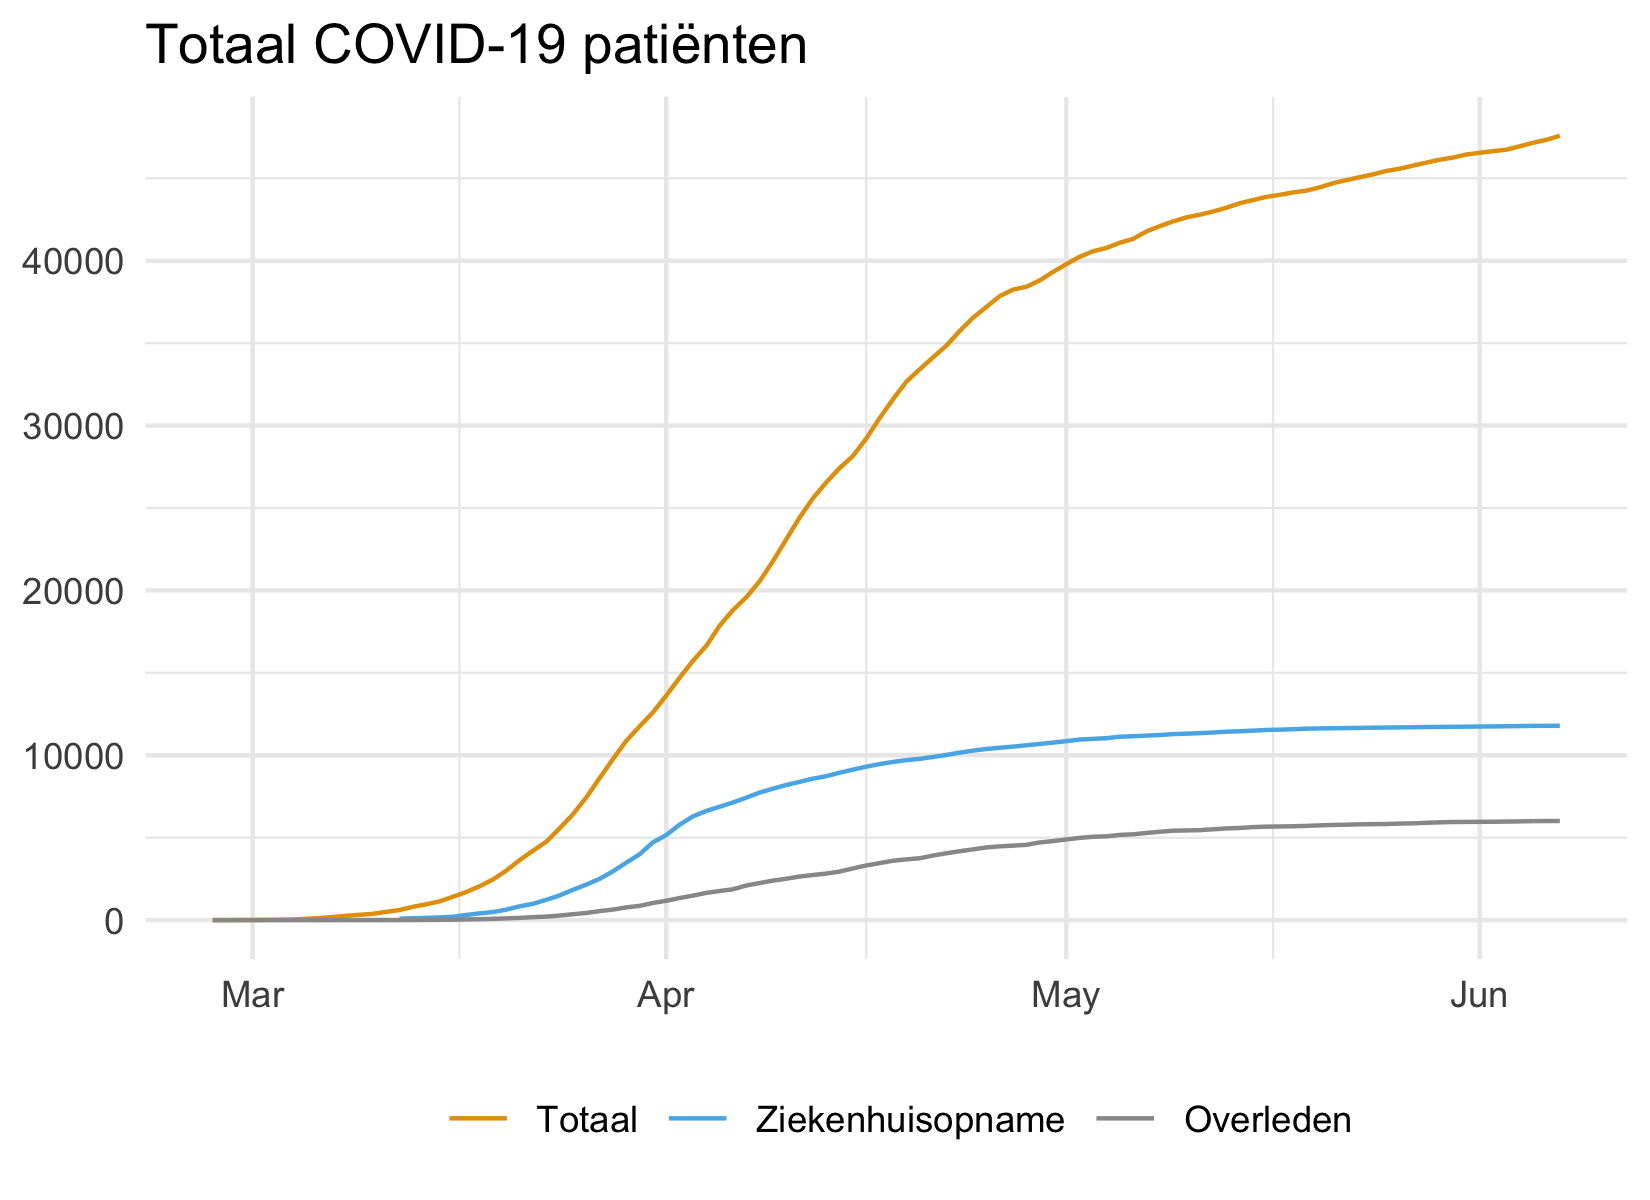 Totaal COVID-19 patiënten
40000
30000
20000
10000
0
Mar Apr May Jun
Totaal Ziekenhuisopname Overleden